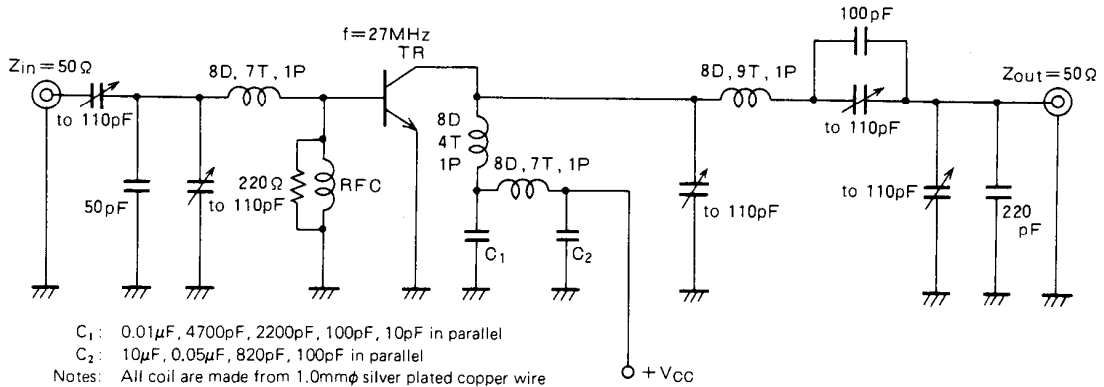 f=27MHz
TR
Zin=50Ω
8D, 7T, 1P
to 110pF
50pF
to 110pF
220Ω
RFC
8D
4T
1P
8D, 7T, 1P
C1
C2
8D, 9T, 1P
100pF
to 110pF
Zout=50Ω
to 110pF
to 110pF
220
pF
C1: 0.01μF, 4700pF, 2200pF, 100pF, 10pF in parallel
C2: 10μF, 0.05μF, 820pF, 100pF in parallel
Notes: All coil are made from 1.0mmφ silver plated copper wire
+VCC